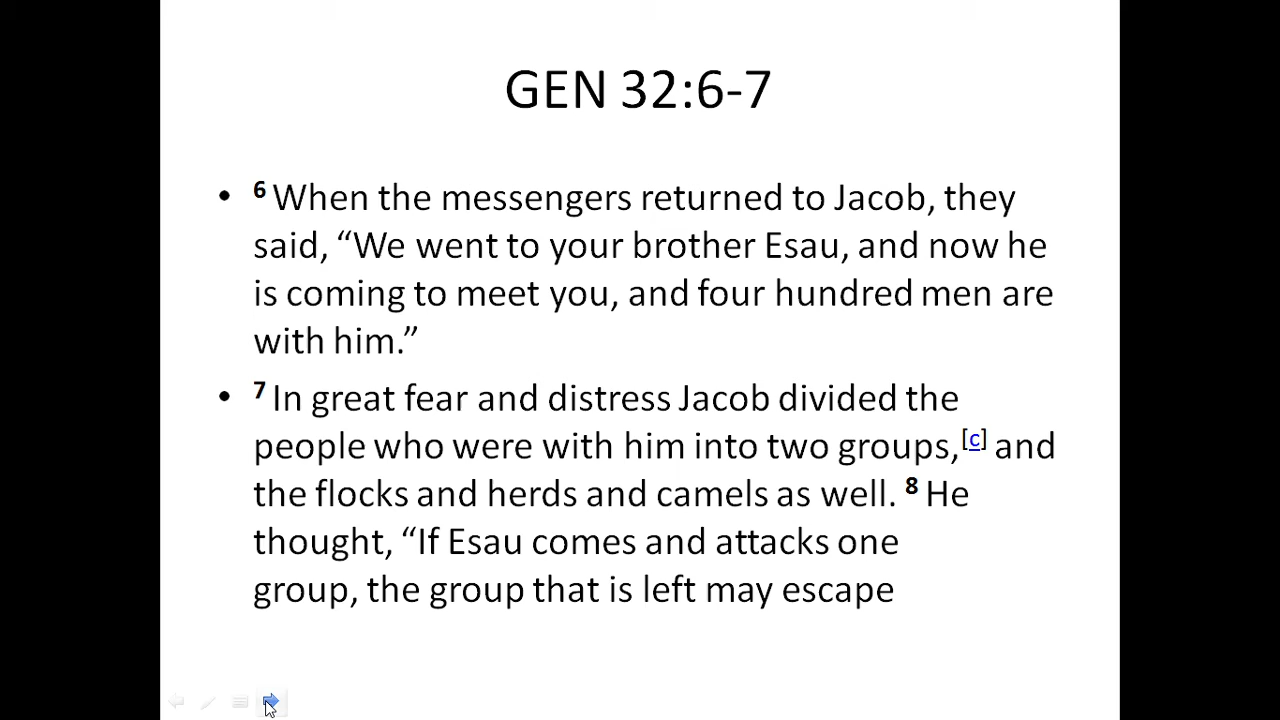 GEN 32:6-7
• 6 When the messengers returned to Jacob, they
said, “We went to your brother Esau, and now he
is coming to meet you, and four hundred men are
with him.”
• 7 In great fear and distress Jacob divided the
people who were with him into two groups,[c] and
the flocks and herds and camels as well. 8 He
thought, “If Esau comes and attacks one
group, the group that is left may escape